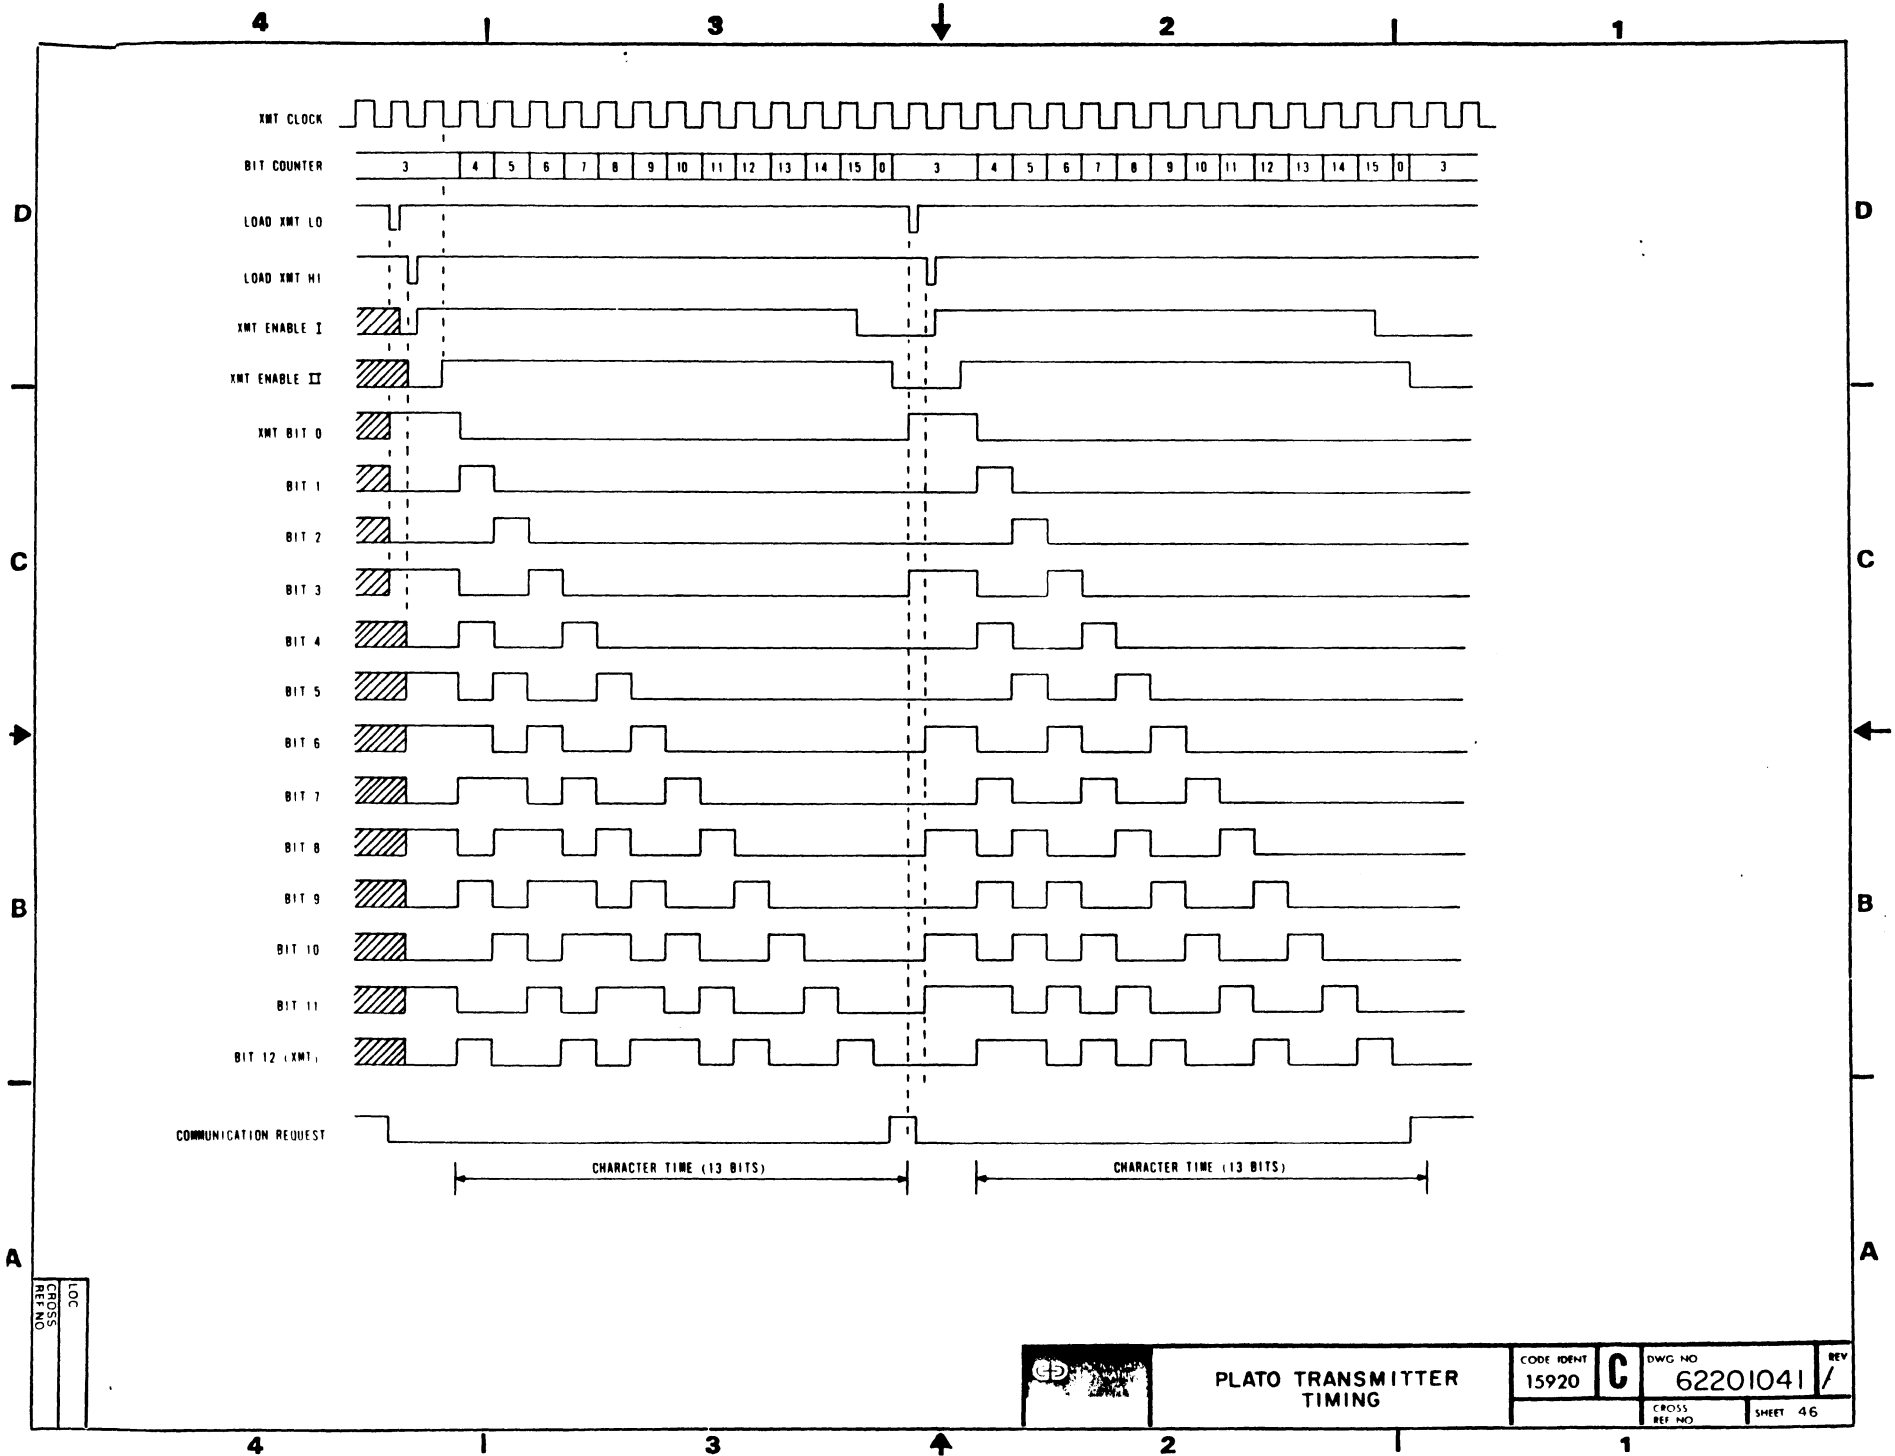 4 3 2 1
XMT CLOCK
BIT COUNTER 3 4 5 6 7 8 9 10 11 12 13 14 15 0 3 4 5 6 7 8 9 10 11 12 13 14 15 0 3
D D
LOAD XMT LO
LOAD XMT HI
XMT ENABLE I
XMT ENABLE II
XMT BIT 0
BIT 1
BIT 2
C C
BIT 3
BIT 4
BIT 5
BIT 6
BIT 7
BIT 8
BIT 9
B B
BIT 10
BIT 11
BIT 12 (XMT)
COMMUNICATION REQUEST
CHARACTER TIME (13 BITS) CHARACTER TIME (13 BITS)
A A
LOC
CROSS
REF NO
PLATO TRANSMITTER
TIMING
CODE IDENT
15920
C
DWG NO
62201041
REV
/
CROSS
REF NO
SHEET 46
4 3 2 1